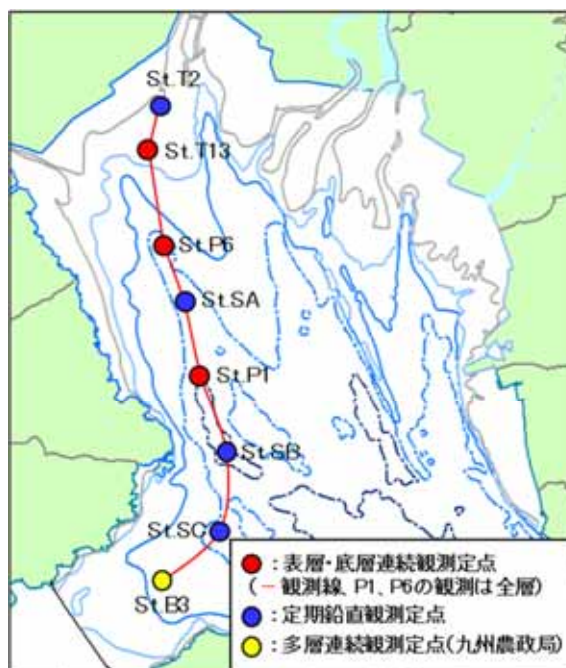 St.T2
St.T13
St.P6
St.SA
St.P1
St.SB
St.SC
St.B3
：表層・底層連続観測定点
（ー 観測線、P1、P6の観測は全層）
：定期鉛直観測定点
：多層連続観測定点（九州農政局）